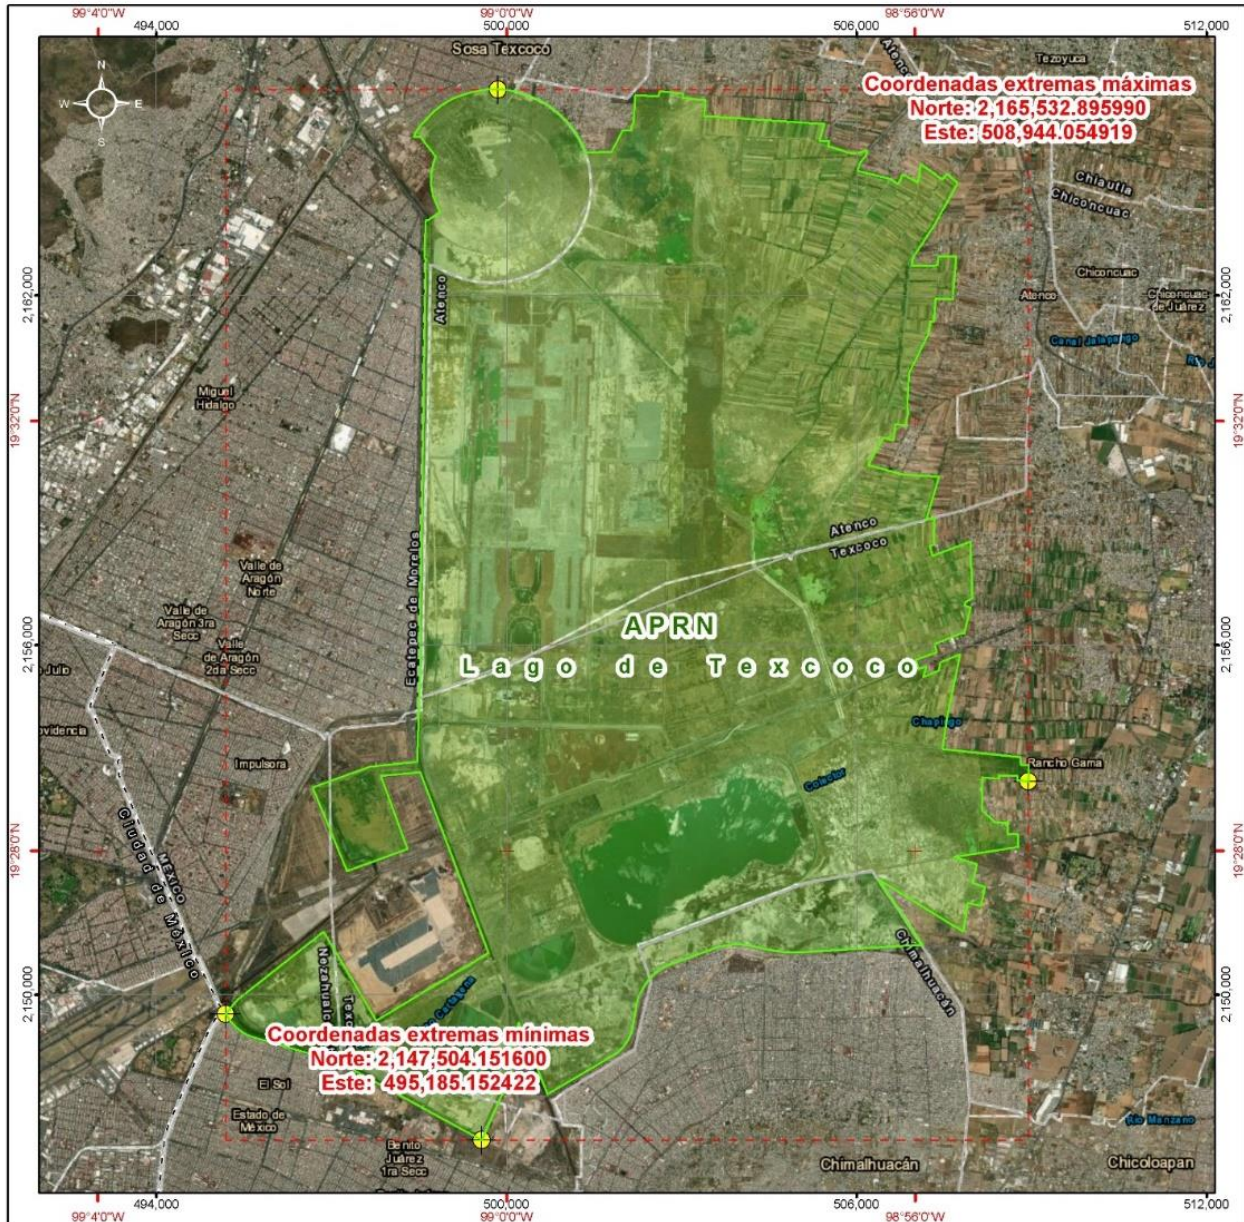 99°4'0"W
99°0'0"W
98°56'0"W
494,000
500,000
506,000
512,000
Sosa Texcoco
Tezoyuca
N
W
E
S
Coordenadas extremas máximas
Norte: 2,165,532.895990
Este: 508,944.054919
Chiautla
Chiconcuac
2,162,000
Atenco
Chiconcuac
Atenco
Chiconcuac
de Juárez
2,162,000
Canal Jalapango
Miguel
Hidalgo
19°32'0"N
19°32'0"N
Atenco
Texcoco
Ecatepec de Morelos
Valle de
Aragón
Norte
Valle de
Aragón 3ra
Secc
Valle
de Aragón
2da Secc
2,156,000
APRN
Lago de Texcoco
2,156,000
Julio
Chapingo
Impulsora
Rancho Gama
Colector
Ciudad de México
MÉXICO
19°28'0"N
19°28'0"N
Chimalhuacán
2,150,000
2,150,000
Coordenadas extremas mínimas
Norte: 2,147,504.151600
Este: 495,185.152422
El Sol
Estado de
México
Benito
Juárez
1ra Secc
Río Manzano
Chimalhuacán
Chicoloapan
494,000
500,000
506,000
512,000
99°4'0"W
99°0'0"W
98°56'0"W